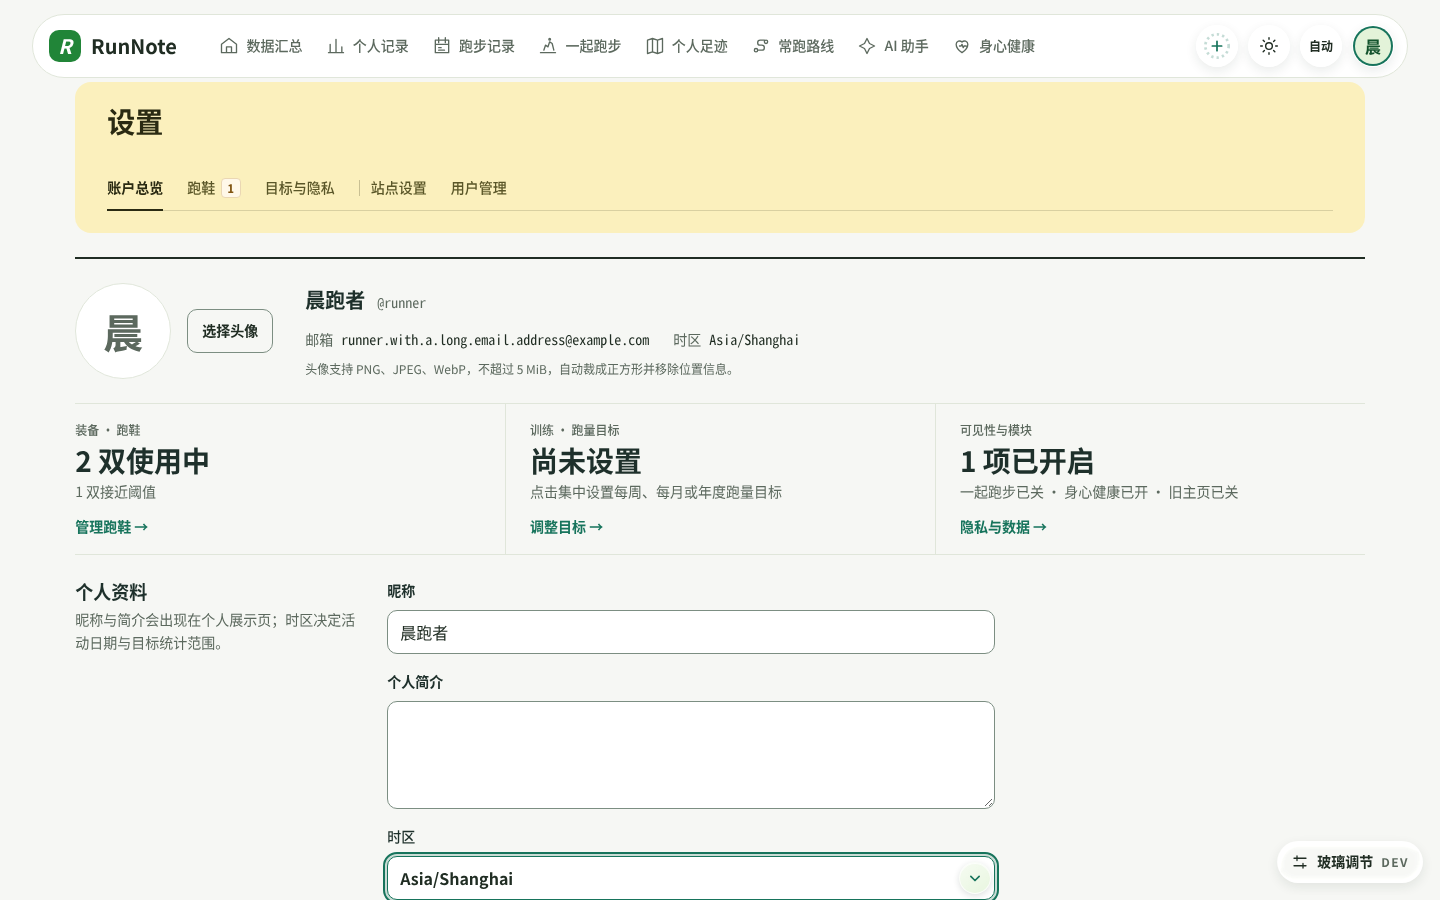 R RunNote 数据汇总 个人记录 跑步记录 一起跑步 个人足迹 常跑路线 AI 助手 身心健康 自动 晨
设置
账户总览 跑鞋 1 目标与隐私 站点设置 用户管理
晨
选择头像
晨跑者 @runner
邮箱 runner.with.a.long.email.address@example.com 时区 Asia/Shanghai
头像支持 PNG、JPEG、WebP，不超过 5 MiB，自动裁成正方形并移除位置信息。
装备 · 跑鞋
2 双使用中
1 双接近阈值
管理跑鞋 →
训练 · 跑量目标
尚未设置
点击集中设置每周、每月或年度跑量目标
调整目标 →
可见性与模块
1 项已开启
一起跑步已关 · 身心健康已开 · 旧主页已关
隐私与数据 →
个人资料
昵称与简介会出现在个人展示页；时区决定活
动日期与目标统计范围。
昵称
晨跑者
个人简介
时区
Asia/Shanghai
玻璃调节 DEV